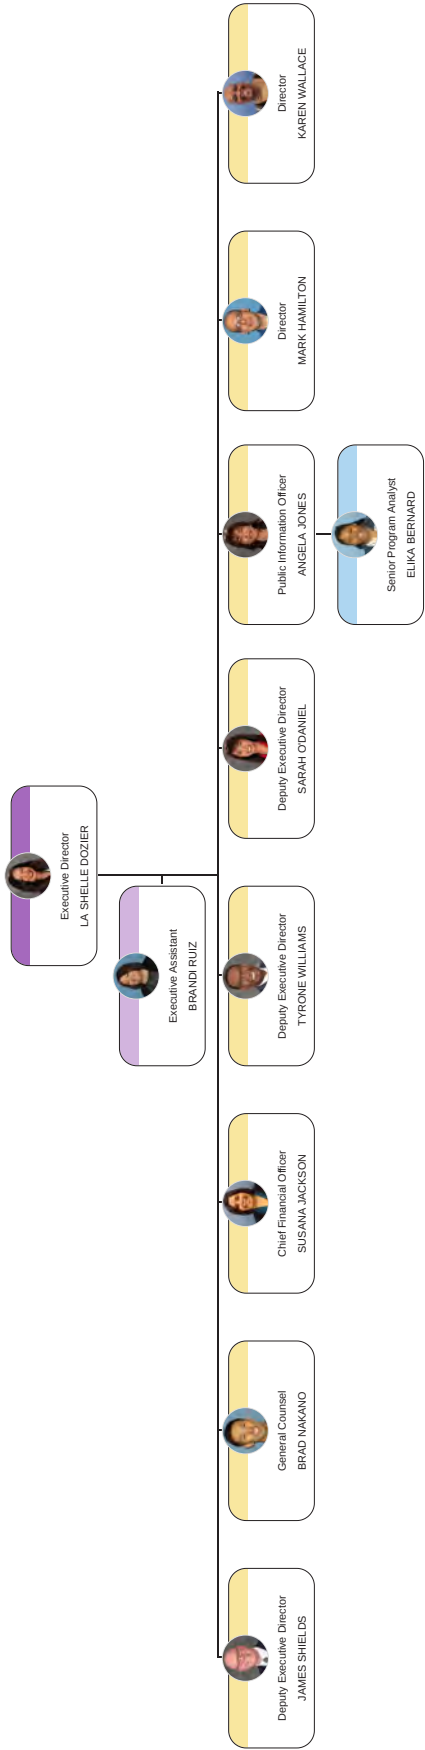 Executive Director
LA SHELLE DOZIER
Executive Assistant
BRANDI RUIZ
Deputy Executive Director
JAMES SHIELDS
General Counsel
BRAD NAKANO
Chief Financial Officer
SUSANA JACKSON
Deputy Executive Director
TYRONE WILLIAMS
Deputy Executive Director
SARAH O'DANIEL
Public Information Officer
ANGELA JONES
Director
MARK HAMILTON
Director
KAREN WALLACE
Senior Program Analyst
ELIKA BERNARD